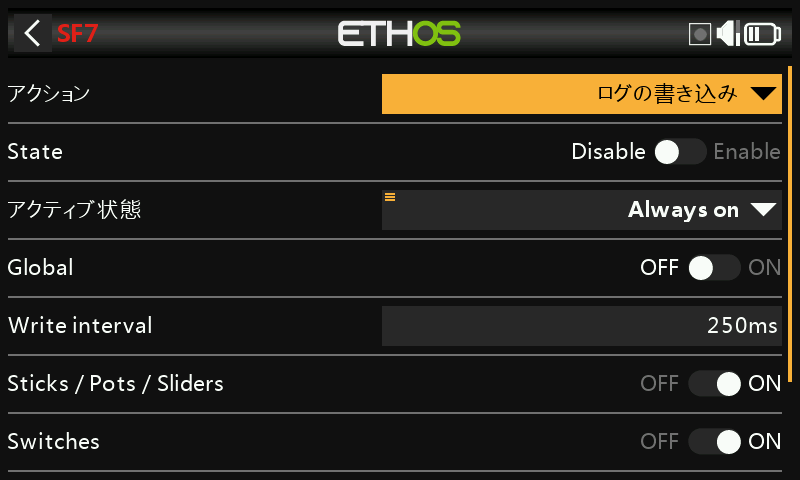 SF7 ETHOS
アクション ログの書き込み
State Disable Enable
アクティブ状態 Always on
Global OFF ON
Write interval 250ms
Sticks / Pots / Sliders OFF ON
Switches OFF ON